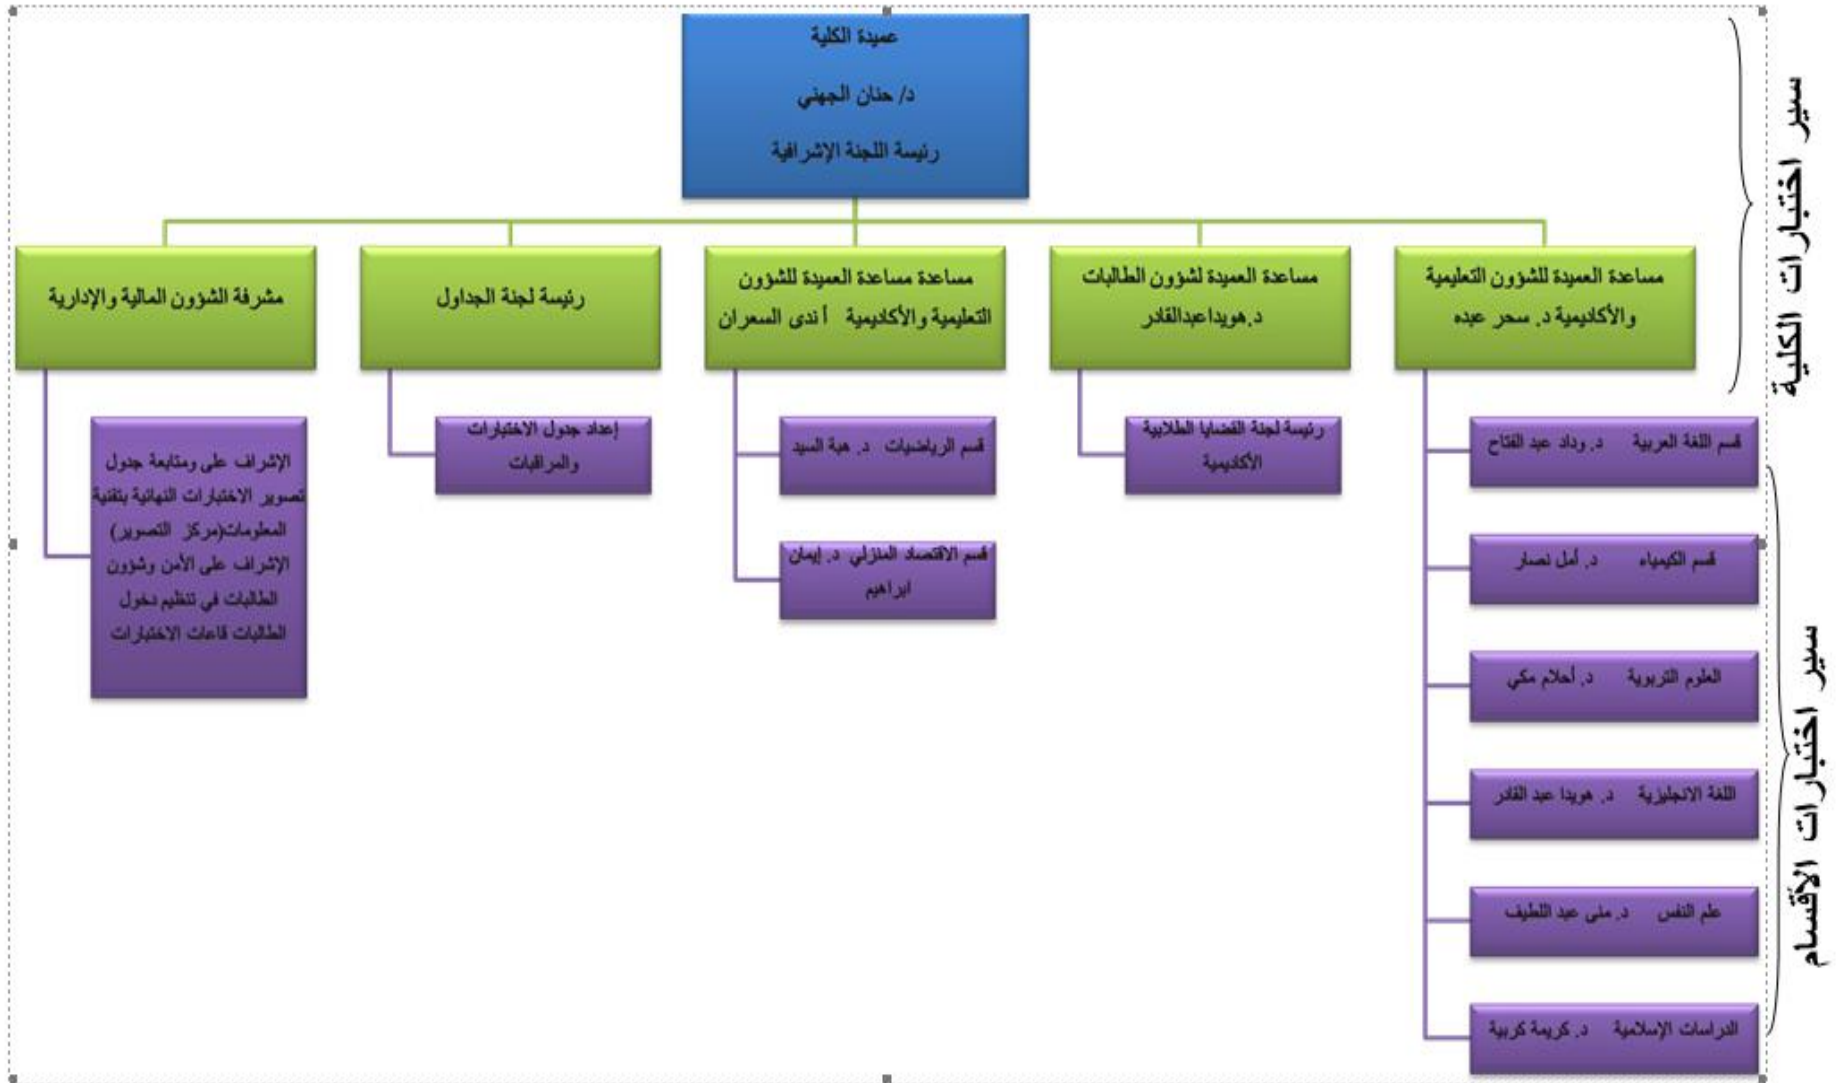 عميدة الكلية
د/ حنان الجهني
رئيسة اللجنة الإشرافية
سير اختبارات الكلية
مساعدة العميدة للشؤون التعليمية
والأكاديمية د. سحر عبده
مساعدة العميدة لشؤون الطالبات
د.هويداعبدالقادر
مساعدة مساعدة العميدة للشؤون
التعليمية والأكاديمية أ ندى السعران
رئيسة لجنة الجداول
مشرفة الشؤون المالية والإدارية
قسم اللغة العربية د. وداد عبد الفتاح
قسم الكيمياء د. أمل نصار
العلوم التربوية د. أحلام مكي
اللغة الانجليزية د. هويدا عبد القادر
علم النفس د. منى عبد اللطيف
الدراسات الإسلامية د. كريمة كربية
سير اختبارات الأقسام
رئيسة لجنة القضايا الطلابية
الأكاديمية
قسم الرياضيات د. هبة السيد
قسم الاقتصاد المنزلي د. إيمان
ابراهيم
إعداد جدول الاختبارات
والمراقبات
الإشراف على ومتابعة جدول
تصوير الاختبارات النهائية بتقنية
المعلومات(مركز التصوير)
الإشراف على الأمن وشؤون
الطالبات في تنظيم دخول
الطالبات قاعات الاختبارات